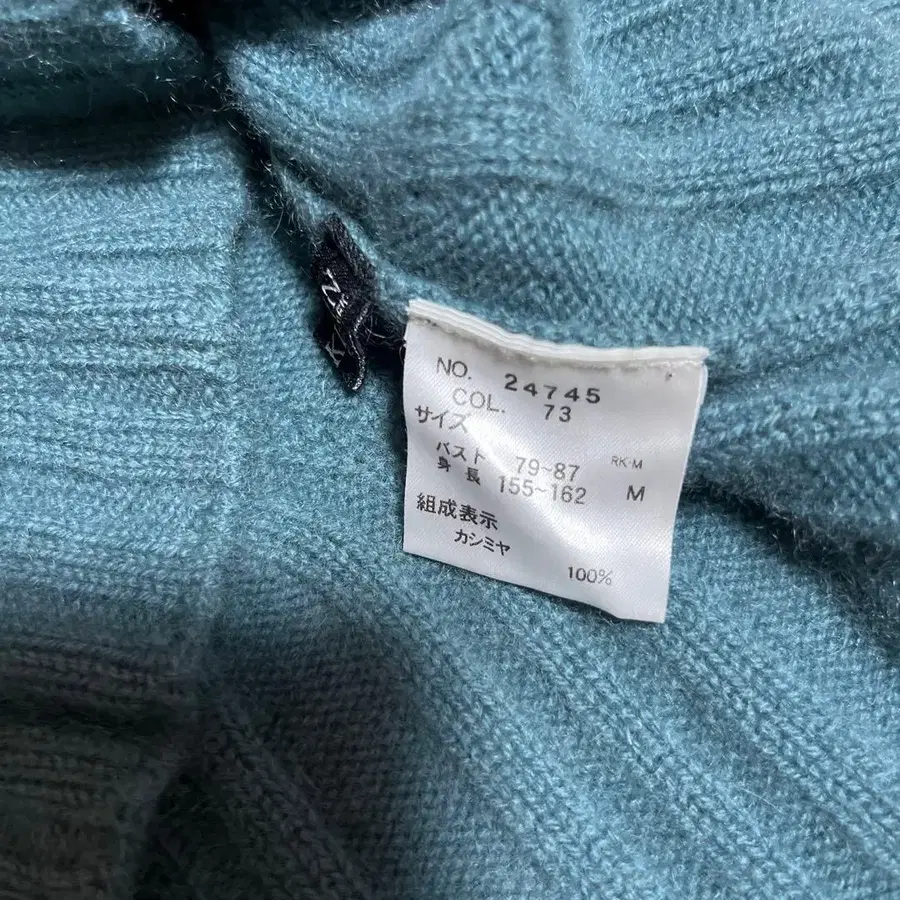 NO. 24745
COL. 73
サイズ
バスト 79~87 RK-M
身長 155~162 M
組成表示
カシミヤ
100%